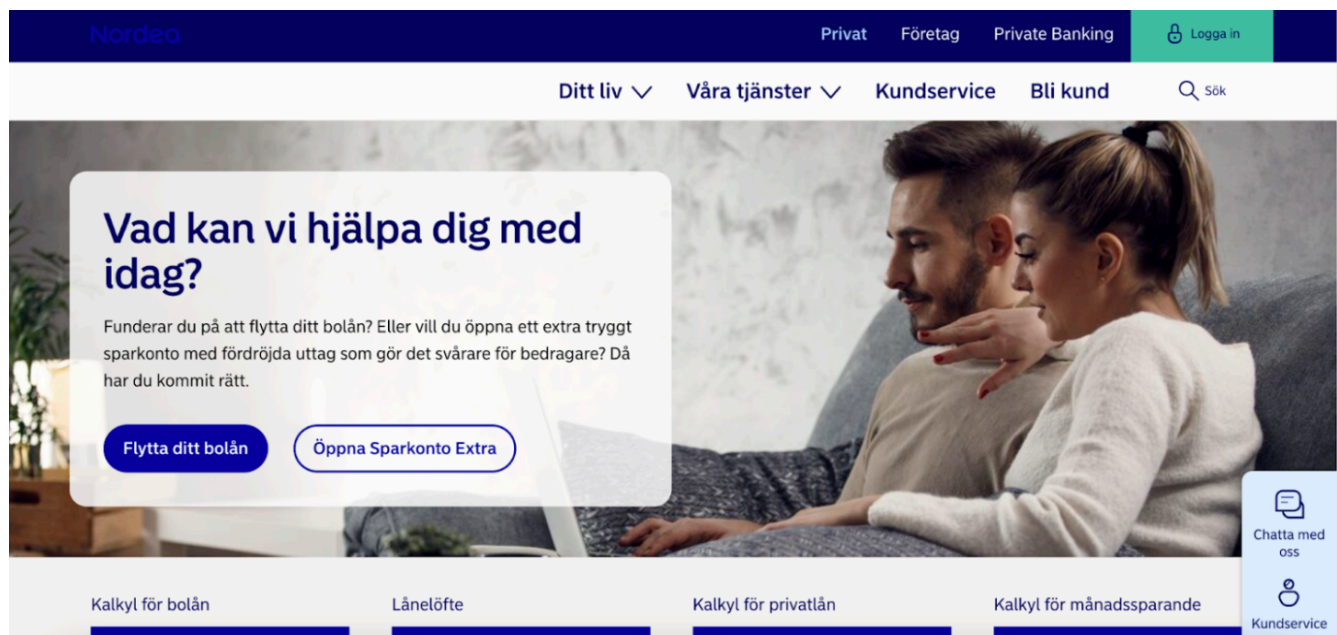 Nordea
Privat Företag Private Banking Logga in
Ditt liv Våra tjänster Kundservice Bli kund Sök
Vad kan vi hjälpa dig med
idag?
Funderar du på att flytta ditt bolån? Eller vill du öppna ett extra tryggt
sparkonto med fördröjda uttag som gör det svårare för bedragare? Då
har du kommit rätt.
Flytta ditt bolån Öppna Sparkonto Extra
Chatta med
oss
Kalkyl för bolån Lånelöfte Kalkyl för privatlån Kalkyl för månadssparande
Kundservice